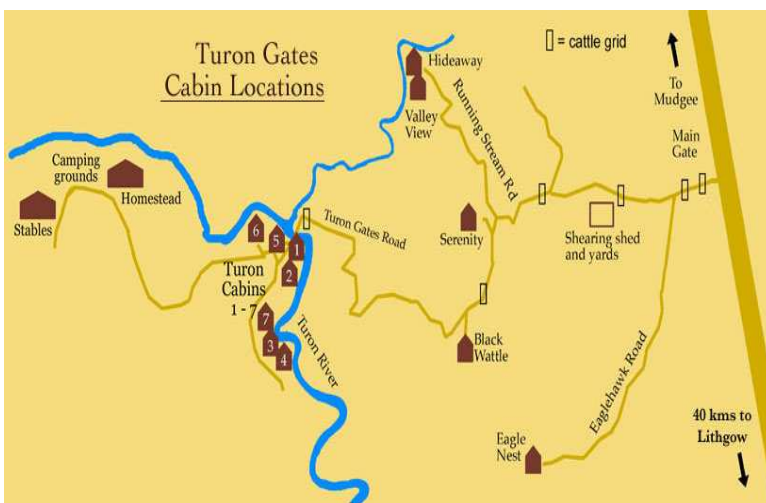 Turon Gates
Cabin Locations
= cattle grid
To
Mudgee
Hideaway
Valley
View
Running Stream Rd
Main
Gate
Camping
grounds
Homestead
Stables
6
5
1
2
Turon Gates Road
Serenity
Shearing shed
and yards
Turon
Cabins
1 - 7
7
3
4
Turon River
Black
Wattle
Eaglehawk Road
Eagle
Nest
40 kms to
Lithgow